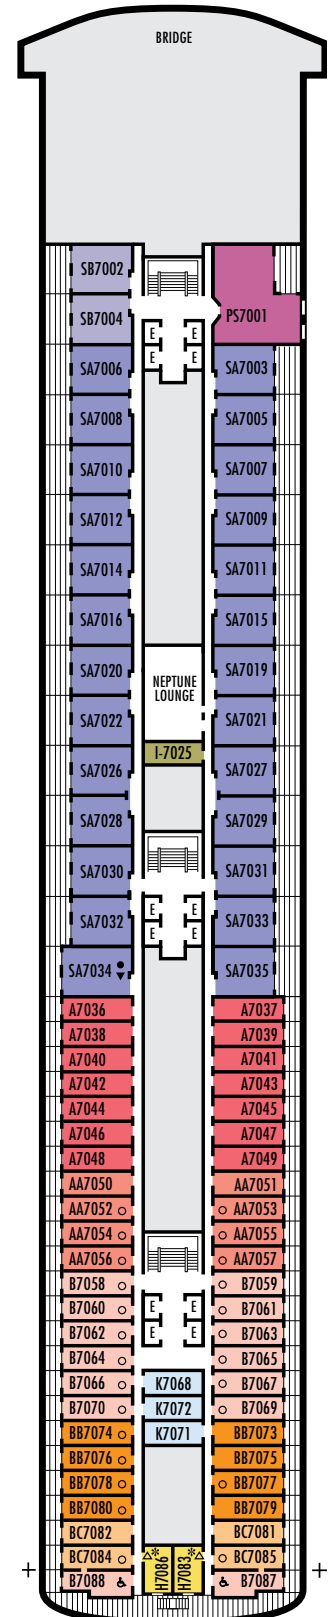 BRIDGE
SB7002
SB7004
PS7001
E E
E E
SA7006 SA7003
SA7008 SA7005
SA7010 SA7007
SA7012 SA7009
SA7014 SA7011
SA7016 SA7015
SA7020 SA7019
NEPTUNE
LOUNGE
SA7022 SA7021
I-7025
SA7026 SA7027
SA7028 SA7029
SA7030 SA7031
E E
SA7032 SA7033
E E
SA7034 SA7035
A7036 A7037
A7038 A7039
A7040 A7041
A7042 A7043
A7044 A7045
A7046 A7047
A7048 A7049
AA7050 AA7051
AA7052 AA7053
AA7054 AA7055
AA7056 AA7057
B7058 B7059
B7060 E E B7061
B7062 E E B7063
B7064 B7065
B7066 K7068 B7067
B7070 K7072 B7069
BB7074 K7071 BB7073
BB7076 BB7075
BB7078 BB7077
BB7080 BB7079
BC7082 BC7081
BC7084 BC7085
B7088 H7086 H7083 B7087